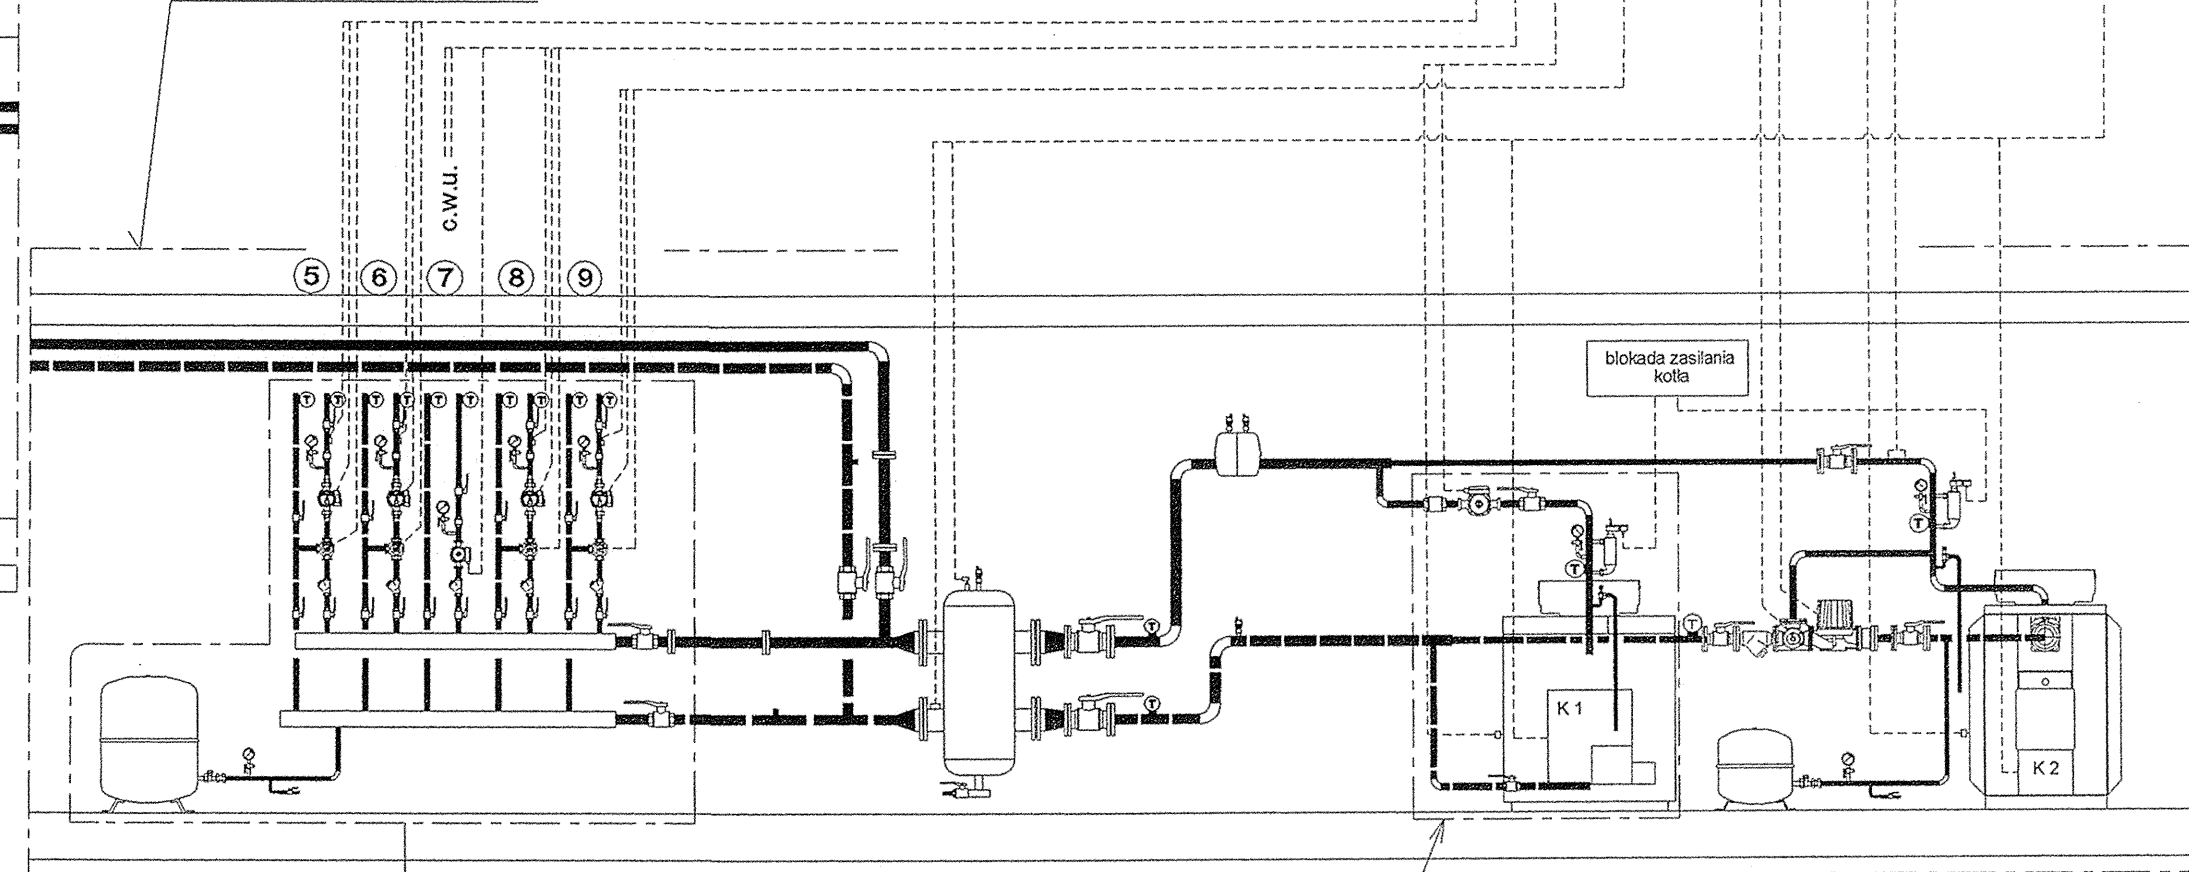 c.w.u.
5 6 7 8 9
blokada zasilania
kotła
T T T T T T T T T T
T
T
T
T
T
T
K 1
K 2